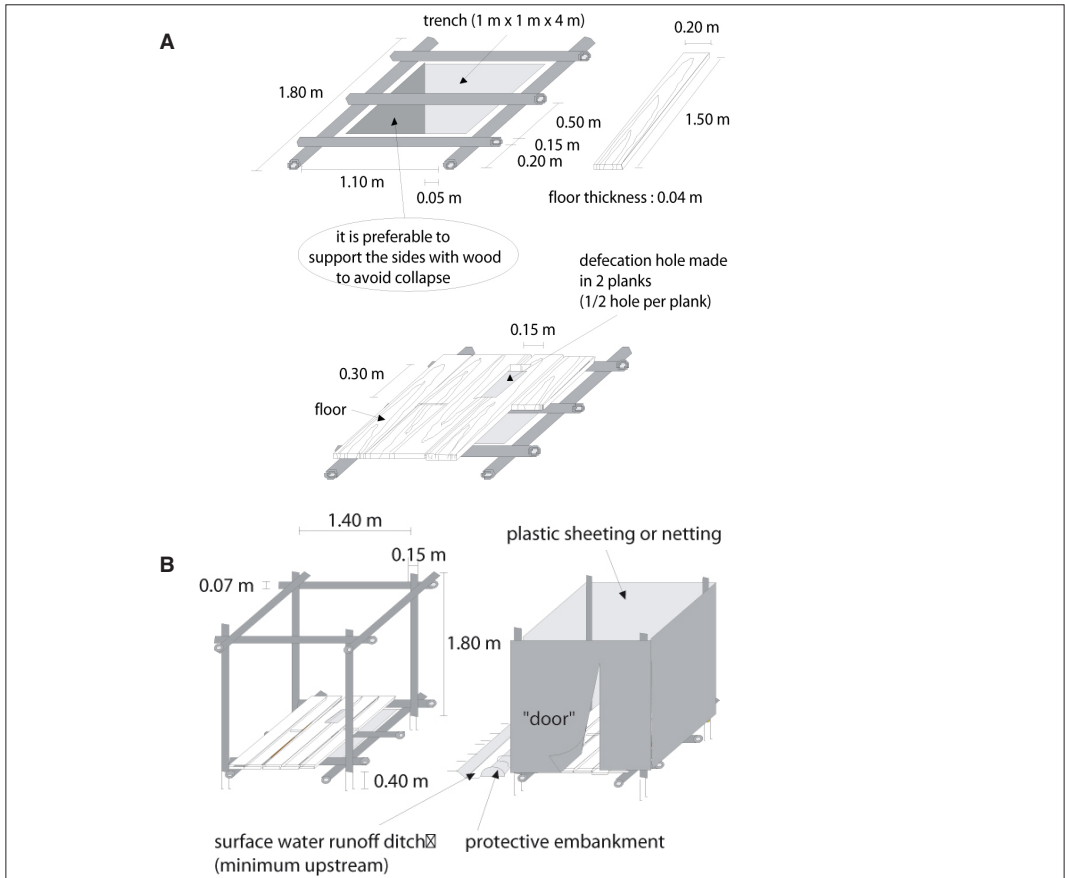 A
trench (1 m x 1 m x 4 m)
0.20 m
1.80 m
1.50 m
0.50 m
0.15 m
0.20 m
1.10 m
0.05 m
floor thickness : 0.04 m
it is preferable to
support the sides with wood
to avoid collapse
defecation hole made
in 2 planks
(1/2 hole per plank)
0.15 m
0.30 m
floor
B
1.40 m
plastic sheeting or netting
0.15 m
0.07 m
1.80 m
"door"
0.40 m
surface water runoff ditch
(minimum upstream)
protective embankment